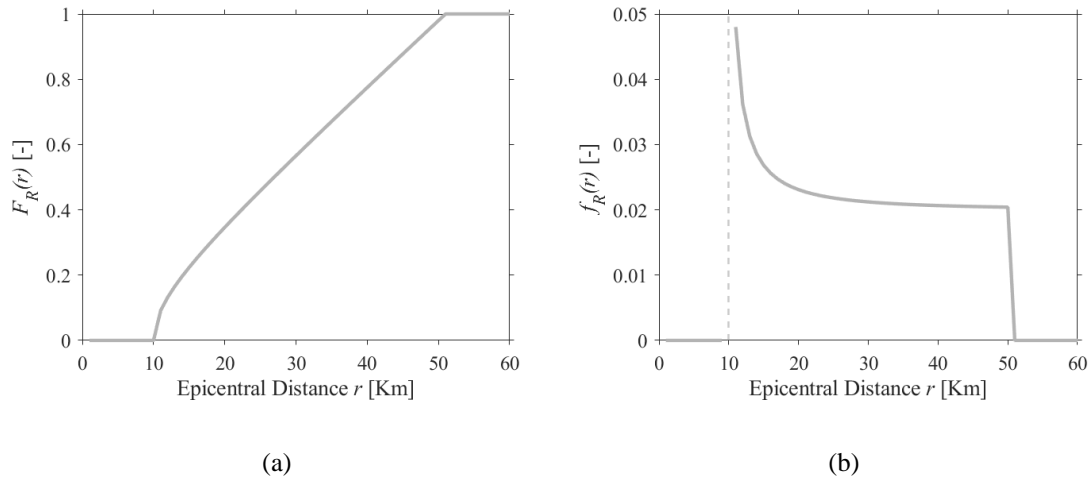 1
0.8
0.6
0.4
0.2
0
F_R(r) [-]
0 10 20 30 40 50 60
Epicentral Distance r [Km]
(a)
0.05
0.04
0.03
0.02
0.01
0
f_R(r) [-]
0 10 20 30 40 50 60
Epicentral Distance r [Km]
(b)